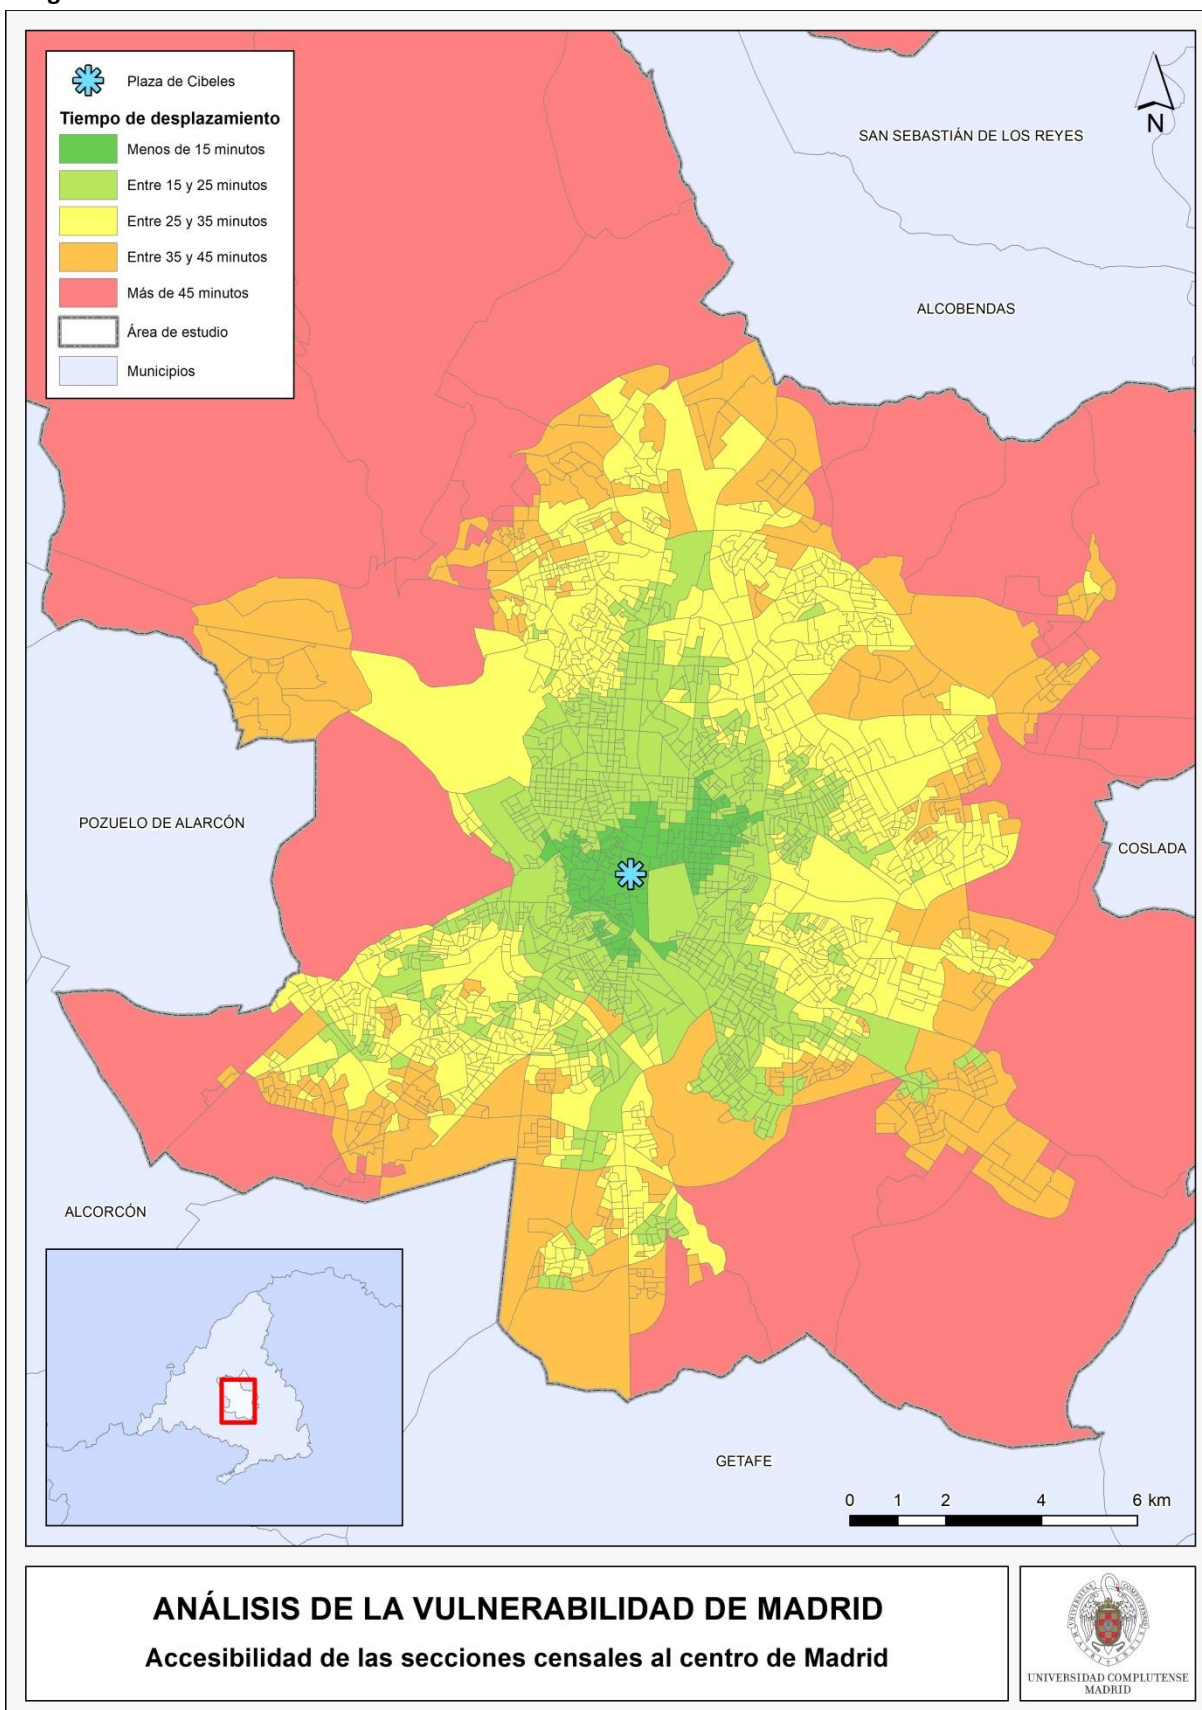 Plaza de Cibeles
Tiempo de desplazamiento
Menos de 15 minutos
Entre 15 y 25 minutos
Entre 25 y 35 minutos
Entre 35 y 45 minutos
Más de 45 minutos
Área de estudio
Municipios
N
SAN SEBASTIÁN DE LOS REYES
ALCOBENDAS
POZUELO DE ALARCÓN
COSLADA
ALCORCÓN
GETAFE
0 1 2 4 6 km
ANÁLISIS DE LA VULNERABILIDAD DE MADRID
Accesibilidad de las secciones censales al centro de Madrid
UNIVERSIDAD COMPLUTENSE
MADRID